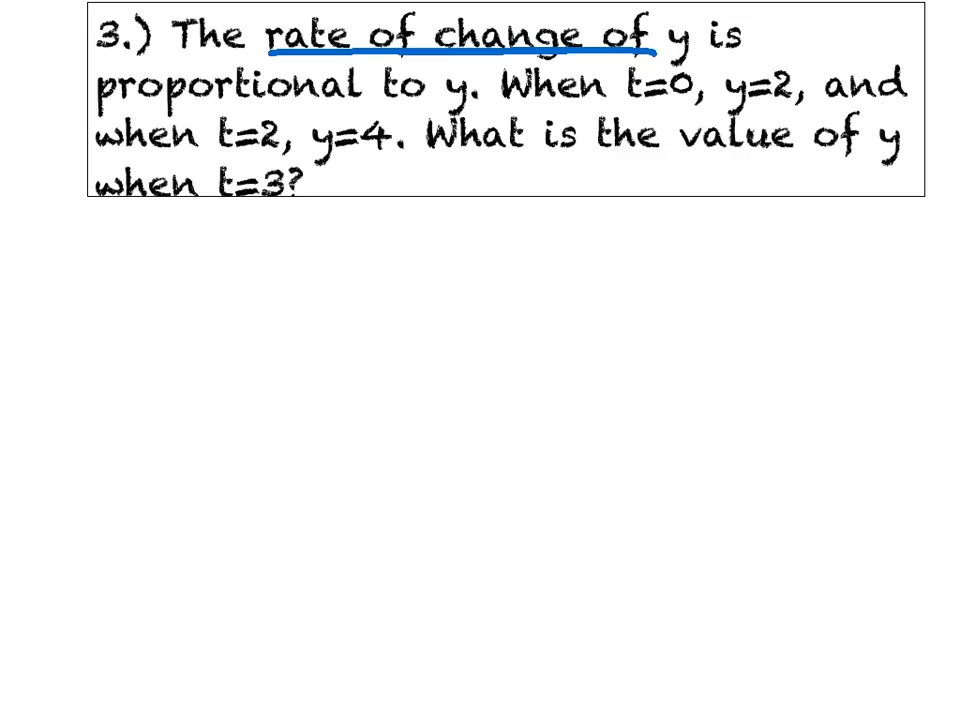 3.) The rate of change of y is
proportional to y. When t=0, y=2, and
when t=2, y=4. What is the value of y
when t=3?